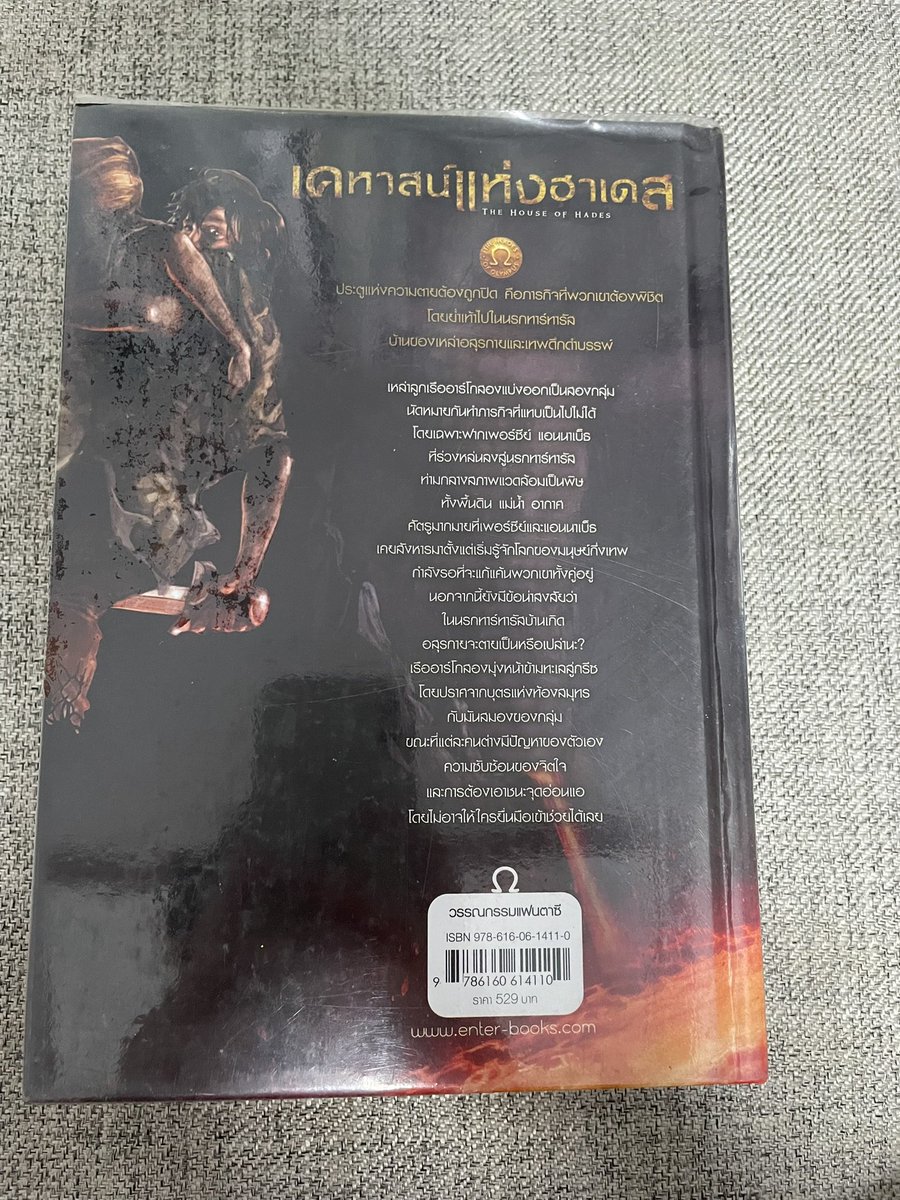 เคหาสน์แห่งฮาเดส
THE HOUSE OF HADES
THE HEROES OF OLYMPUS
ประตูแห่งความตายต้องถูกปิด คือภารกิจที่พวกเขาต้องพิชิต
โดยย่ำเท้าไปในนรกทาร์ทารัส
บ้านของเหล่าอสุรกายและเทพดึกดำบรรพ์
เหล่าลูกเรืออาร์โกสองแบ่งออกเป็นสองกลุ่ม
นัดหมายกันทำภารกิจที่แทบเป็นไปไม่ได้
โดยเฉพาะฟากเพอร์ซีย์ แอนนาเบ็ธ
ที่ร่วงหล่นลงสู่นรกทาร์ทารัส
ท่ามกลางสภาพแวดล้อมเป็นพิษ
ทั้งพื้นดิน แม่น้ำ อากาศ
ศัตรูมากมายที่เพอร์ซีย์และแอนนาเบ็ธ
เคยสังหารมาตั้งแต่เริ่มรู้จักโลกของมนุษย์กึ่งเทพ
กำลังรอที่จะแก้แค้นพวกเขาทั้งคู่อยู่
นอกจากนี้ยังมีข้อน่าสงสัยว่า
ในนรกทาร์ทารัสบ้านเกิด
อสุรกายจะตายเป็นหรือเปล่านะ?
เรืออาร์โกสองมุ่งหน้าข้ามทะเลสู่กรีซ
โดยปราศจากบุตรแห่งท้องสมุทร
กับมันสมองของกลุ่ม
ขณะที่แต่ละคนต่างมีปัญหาของตัวเอง
ความซับซ้อนของจิตใจ
และการต้องเอาชนะจุดอ่อนแอ
โดยไม่อาจให้ใครยื่นมือเข้าช่วยได้เลย
วรรณกรรมแฟนตาซี
ISBN 978-616-06-1411-0
9 786160 614110
ราคา 529 บาท
www.enter-books.com